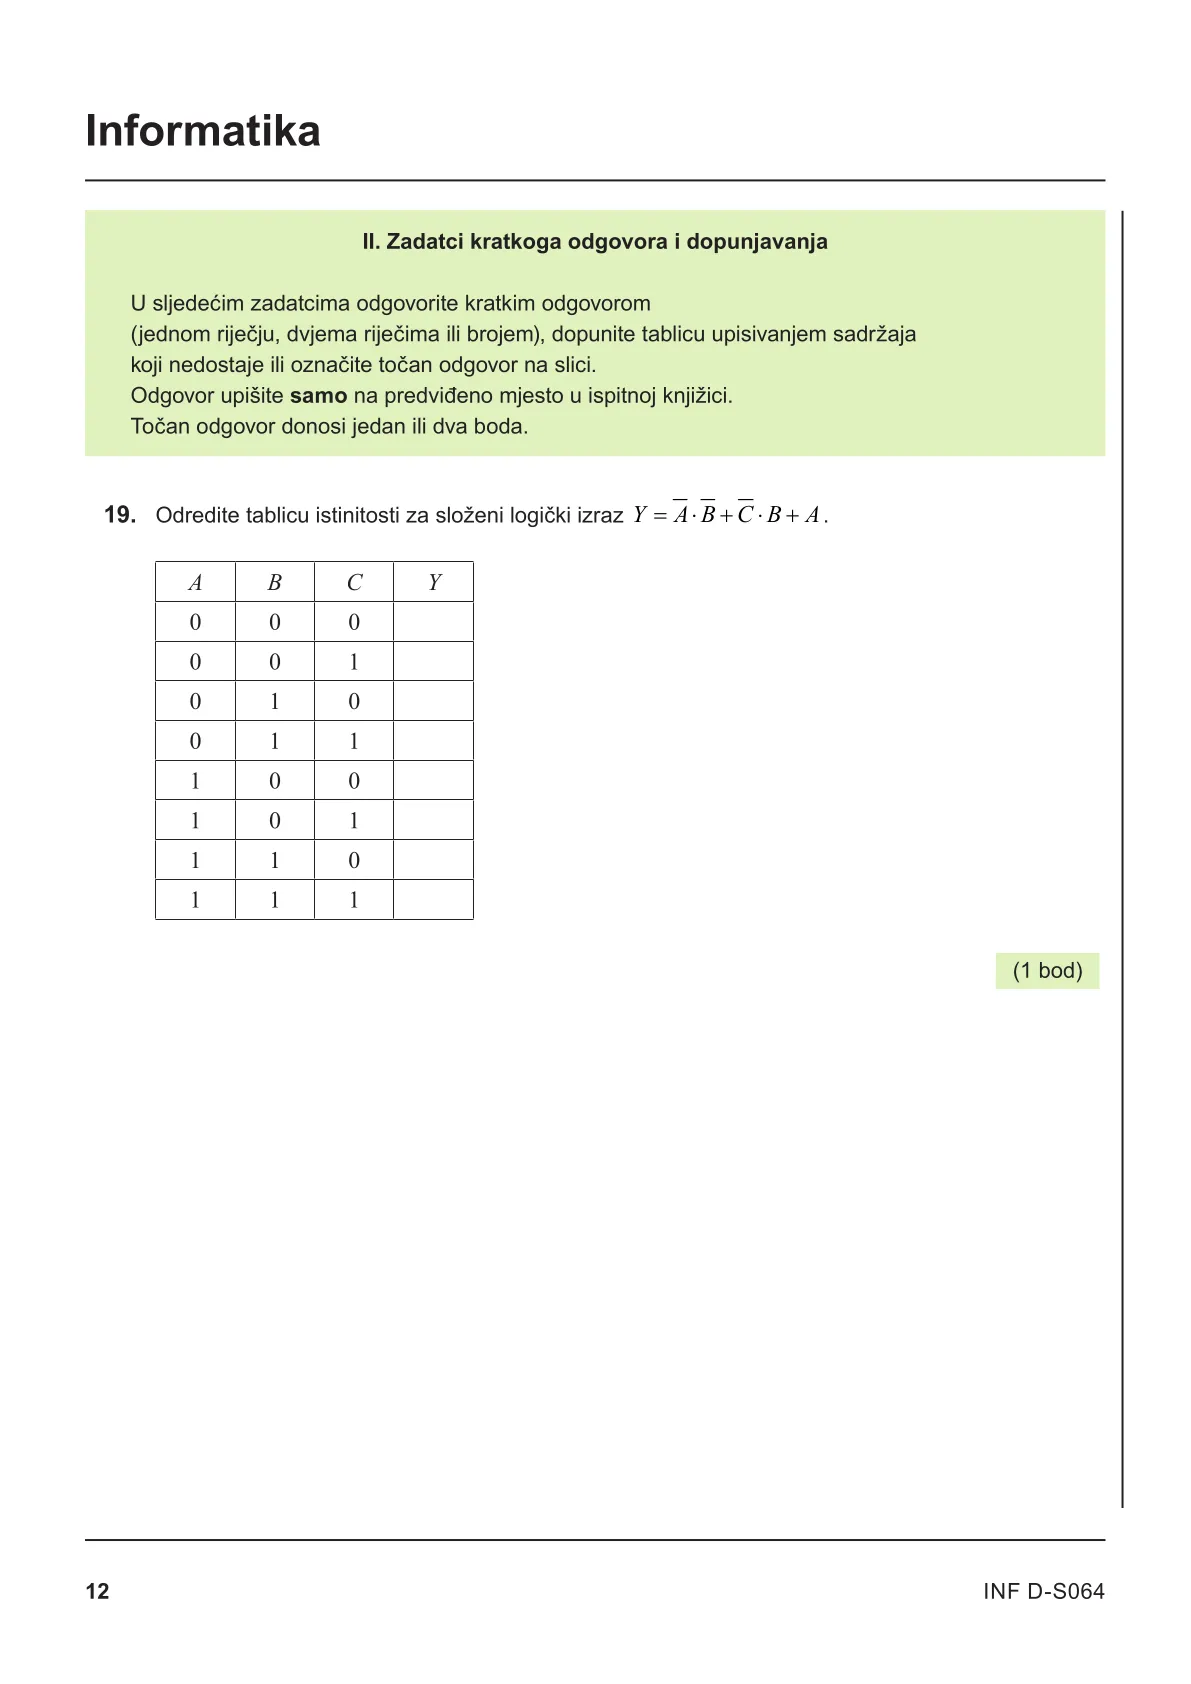 Informatika
II. Zadatci kratkoga odgovora i dopunjavanja
U sljedećim zadatcima odgovorite kratkim odgovorom
(jednom riječju, dvjema riječima ili brojem), dopunite tablicu upisivanjem sadržaja
koji nedostaje ili označite točan odgovor na slici.
Odgovor upišite samo na predviđeno mjesto u ispitnoj knjižici.
Točan odgovor donosi jedan ili dva boda.
19. Odredite tablicu istinitosti za složeni logički izraz Y = A̅ · B̅ + C̅ · B + A.
A B C Y
0 0 0
0 0 1
0 1 0
0 1 1
1 0 0
1 0 1
1 1 0
1 1 1
(1 bod)
12 INF D-S064